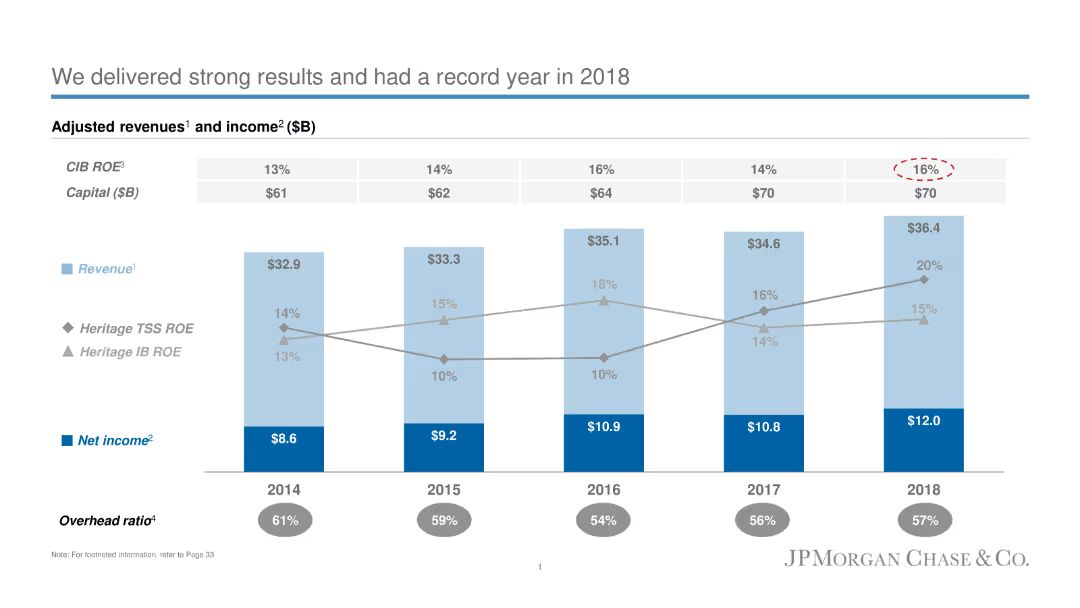 We delivered strong results and had a record year in 2018
Adjusted revenues¹ and income² ($B)
CIB ROE³ 13% 14% 16% 14% 16%
Capital ($B) $61 $62 $64 $70 $70
$32.9 $33.3 $35.1 $34.6 $36.4
Revenue¹
14% 15% 18% 16% 20%
Heritage TSS ROE
Heritage IB ROE
13% 10% 10% 14% 15%
Net income²
$8.6 $9.2 $10.9 $10.8 $12.0
2014 2015 2016 2017 2018
Overhead ratio⁴ 61% 59% 54% 56% 57%
Note: For footnoted information, refer to Page 33
1
JPMORGAN CHASE & CO.